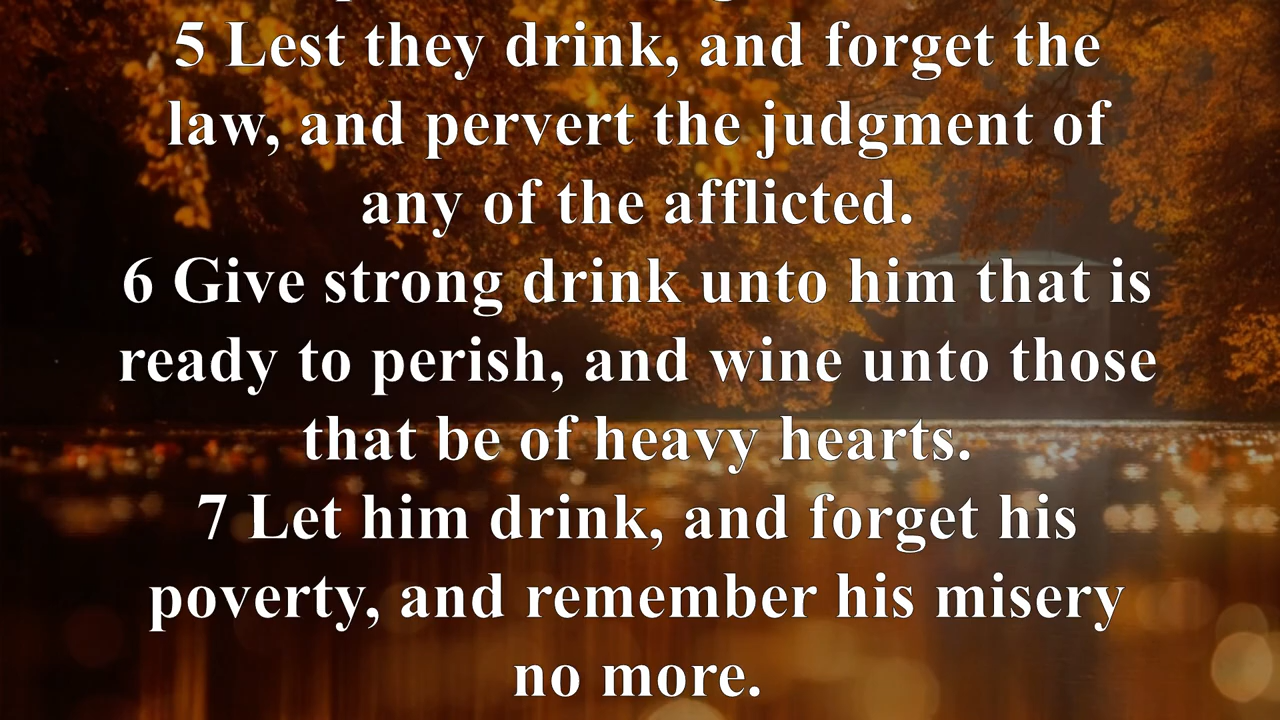 5 Lest they drink, and forget the
law, and pervert the judgment of
any of the afflicted.
6 Give strong drink unto him that is
ready to perish, and wine unto those
that be of heavy hearts.
7 Let him drink, and forget his
poverty, and remember his misery
no more.